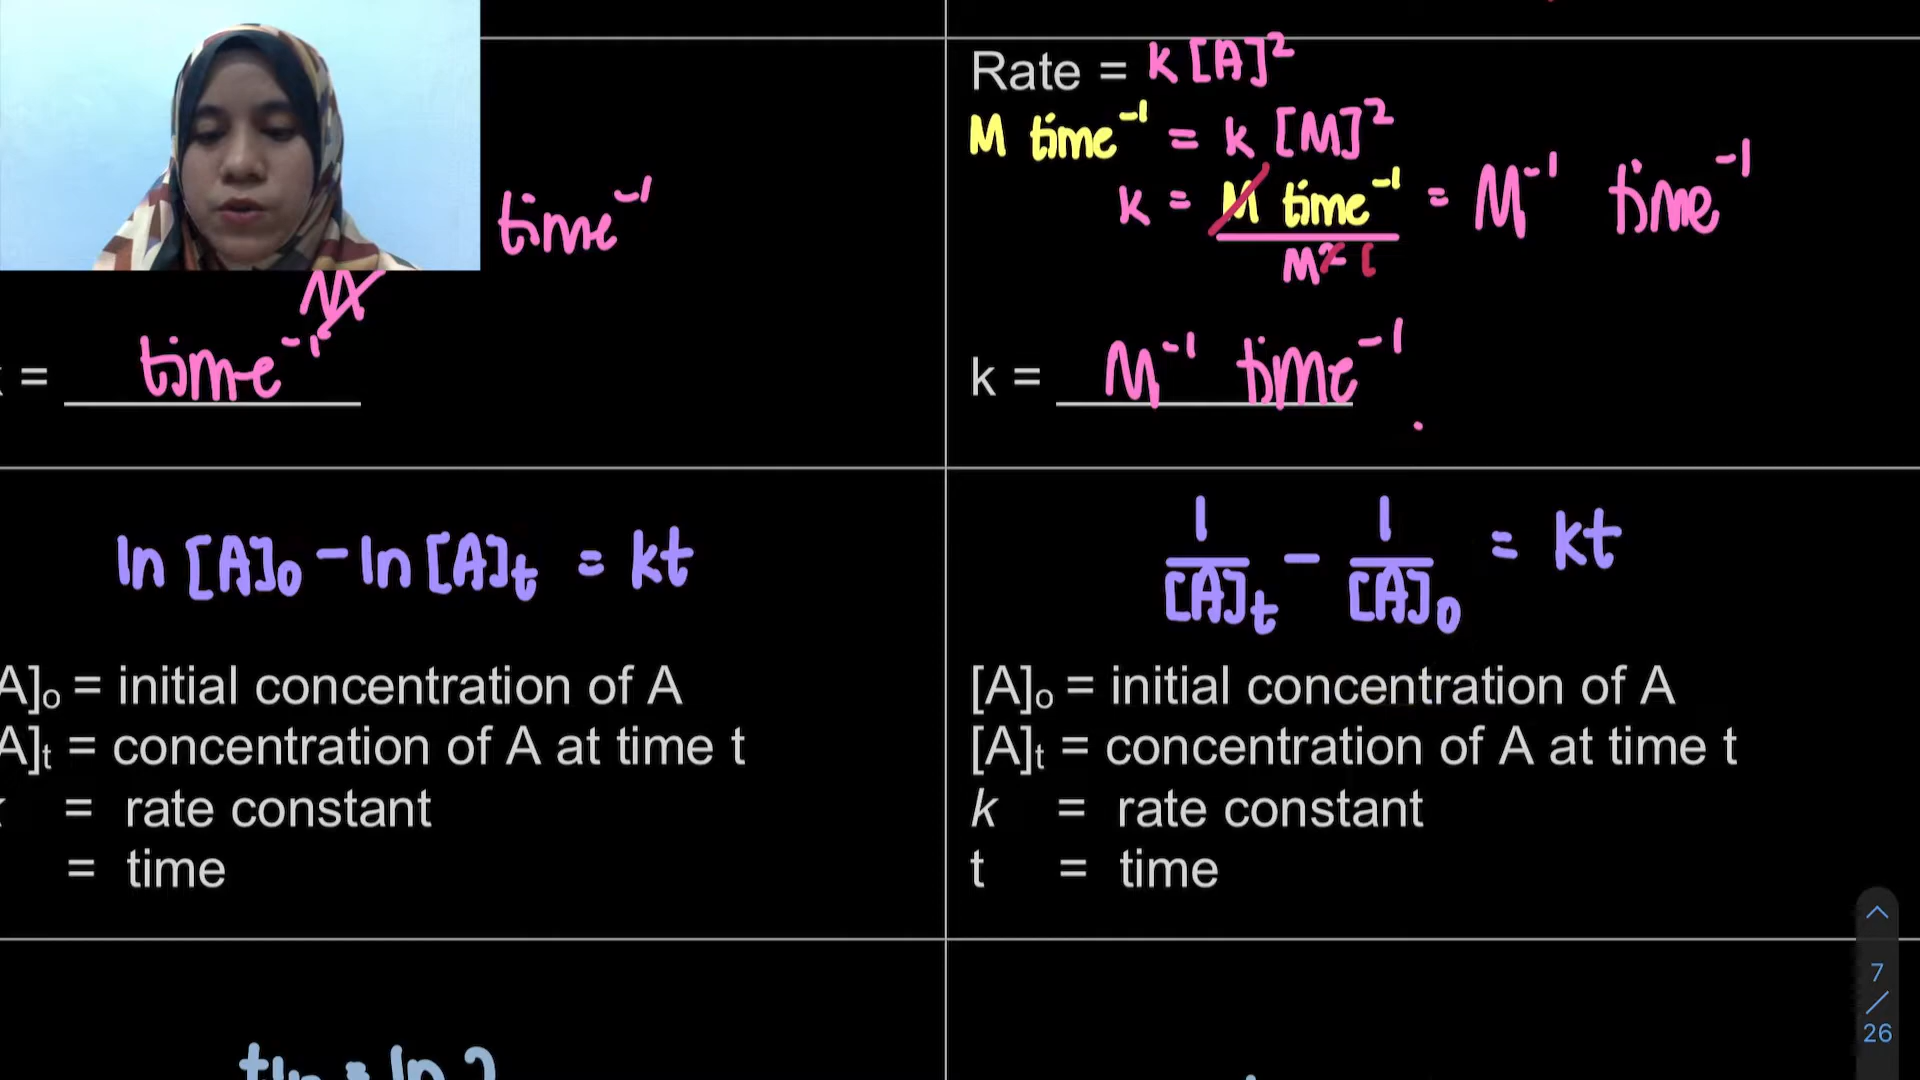 time⁻¹
M
k = time⁻¹
Rate = k [A]²
M time⁻¹ = k [M]²
k = M time⁻¹ / M² = M⁻¹ time⁻¹
k = M⁻¹ time⁻¹
ln [A]₀ - ln [A]t = kt
A]₀ = initial concentration of A
A]t = concentration of A at time t
= rate constant
= time
1/[A]t - 1/[A]₀ = kt
[A]₀ = initial concentration of A
[A]t = concentration of A at time t
k = rate constant
t = time
7
/
26